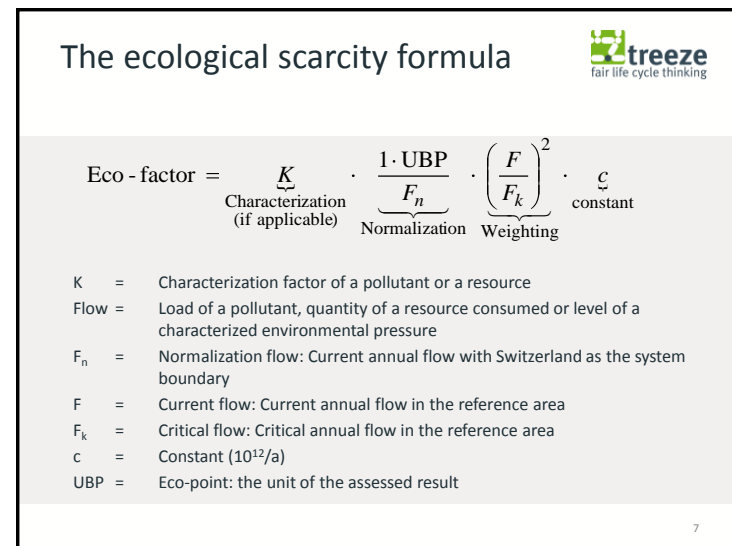 The ecological scarcity formula
treeze
fair life cycle thinking
Eco - factor = K · 1 · UBP / Fₙ · (F / Fₖ)² · c
Characterization
(if applicable)
Normalization
Weighting
constant
K = Characterization factor of a pollutant or a resource
Flow = Load of a pollutant, quantity of a resource consumed or level of a
characterized environmental pressure
Fₙ = Normalization flow: Current annual flow with Switzerland as the system
boundary
F = Current flow: Current annual flow in the reference area
Fₖ = Critical flow: Critical annual flow in the reference area
c = Constant (10¹²/a)
UBP = Eco-point: the unit of the assessed result
7